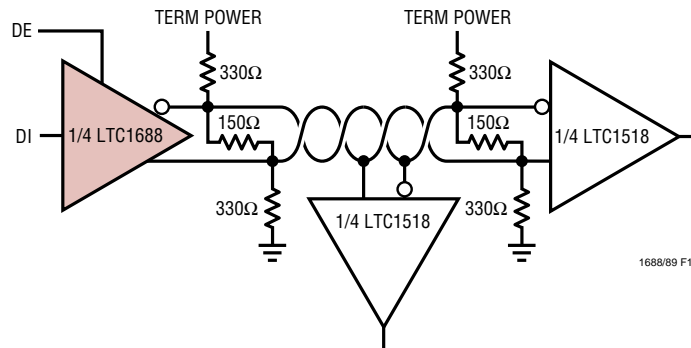 DE
TERM POWER
TERM POWER
330Ω
330Ω
150Ω
150Ω
DI
1/4 LTC1688
1/4 LTC1518
330Ω
330Ω
1/4 LTC1518
1688/89 F1